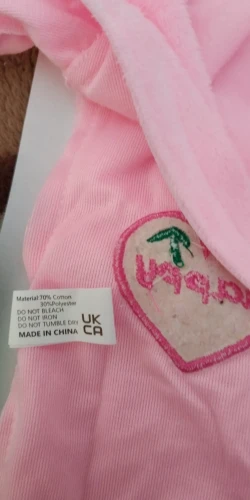 Material:70% Cotton
30%Polyester
DO NOT BLEACH
DO NOT IRON
DO NOT TUMBLE DRY
MADE IN CHINA
UK
CA